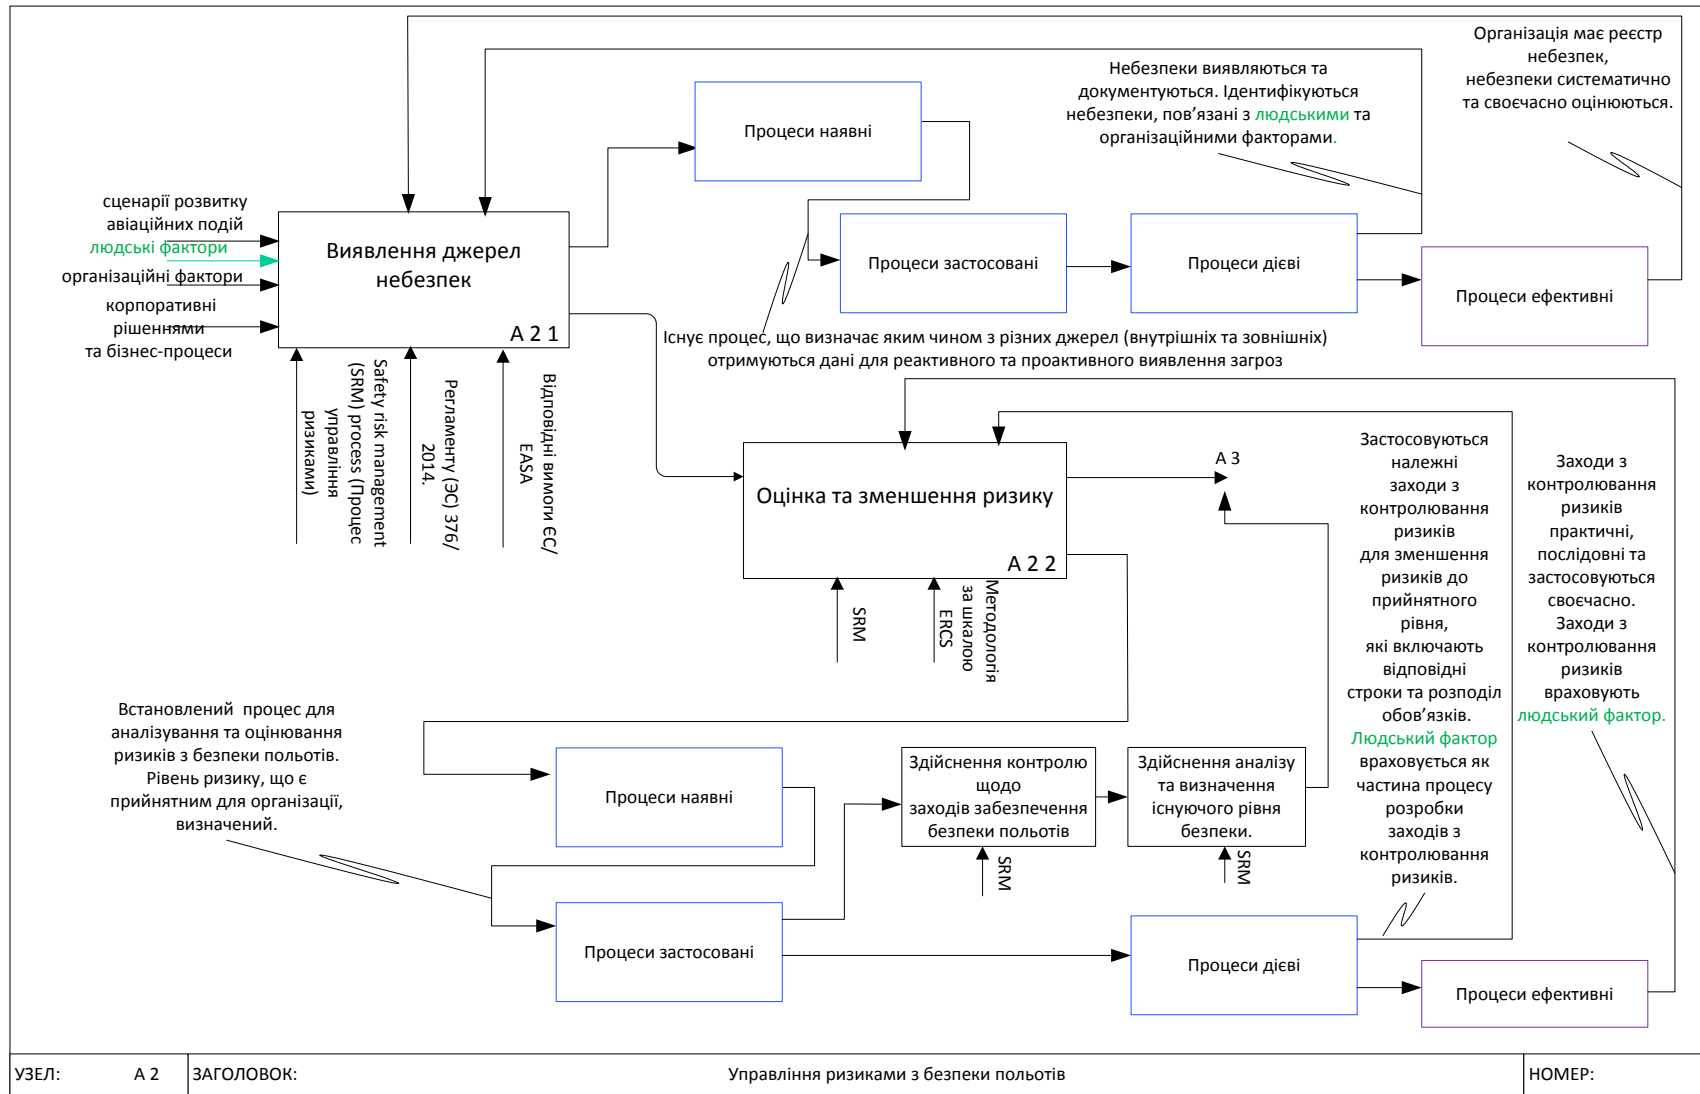 Організація має реєстр
небезпек,
небезпеки систематично
та своєчасно оцінюються.
Небезпеки виявляються та
документуються. Ідентифікуються
небезпеки, пов’язані з людськими та
організаційними факторами.
Процеси наявні
сценарії розвитку
авіаційних подій
людські фактори
організаційні фактори
корпоративні
рішеннями
та бізнес-процеси
Виявлення джерел
небезпек
А 2 1
Процеси застосовані
Процеси дієві
Процеси ефективні
Існує процес, що визначає яким чином з різних джерел (внутрішніх та зовнішніх)
отримуються дані для реактивного та проактивного виявлення загроз
Safety risk management
(SRM) process (Процес
управління
ризиками)
Регламенту (ЭС) 376/
2014.
Відповідні вимоги ЄС/
EASA
Оцінка та зменшення ризику
А 2 2
А 3
SRM
Методологія
за шкалою
ERCS
Застосовуються
належні
заходи з
контролювання
ризиків
для зменшення
ризиків до
прийнятного
рівня,
які включають
відповідні
строки та розподіл
обов’язків.
Людський фактор
враховується як
частина процесу
розробки
заходів з
контролювання
ризиків.
Заходи з
контролювання
ризиків
практичні,
послідовні та
застосовуються
своєчасно.
Заходи з
контролювання
ризиків
враховують
людський фактор.
Встановлений процес для
аналізування та оцінювання
ризиків з безпеки польотів.
Рівень ризику, що є
прийнятним для організації,
визначений.
Процеси наявні
Здійснення контролю
щодо
заходів забезпечення
безпеки польотів
Здійснення аналізу
та визначення
існуючого рівня
безпеки.
SRM
SRM
Процеси застосовані
Процеси дієві
Процеси ефективні
УЗЕЛ:
А 2
ЗАГОЛОВОК:
Управління ризиками з безпеки польотів
НОМЕР: